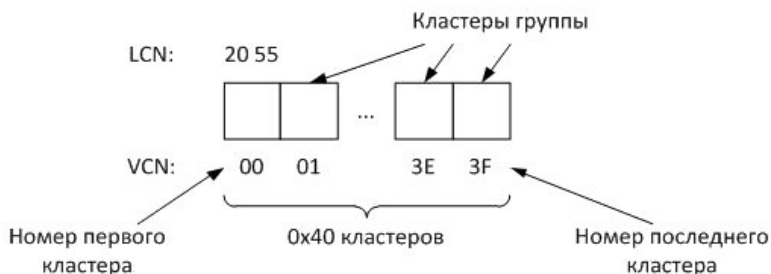 Кластеры группы
LCN: 20 55
...
VCN: 00 01 3E 3F
Номер первого
кластера
0x40 кластеров
Номер последнего
кластера